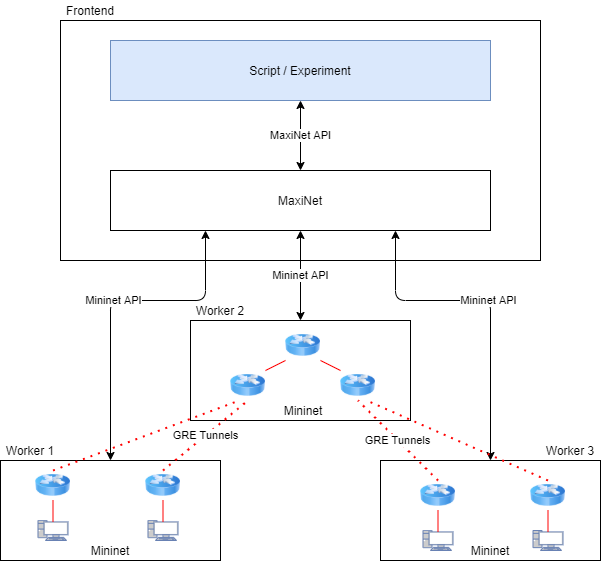 Frontend
Script / Experiment
MaxiNet API
MaxiNet
Mininet API
Mininet API
Mininet API
Worker 2
Mininet
GRE Tunnels
GRE Tunnels
Worker 1
Worker 3
Mininet
Mininet